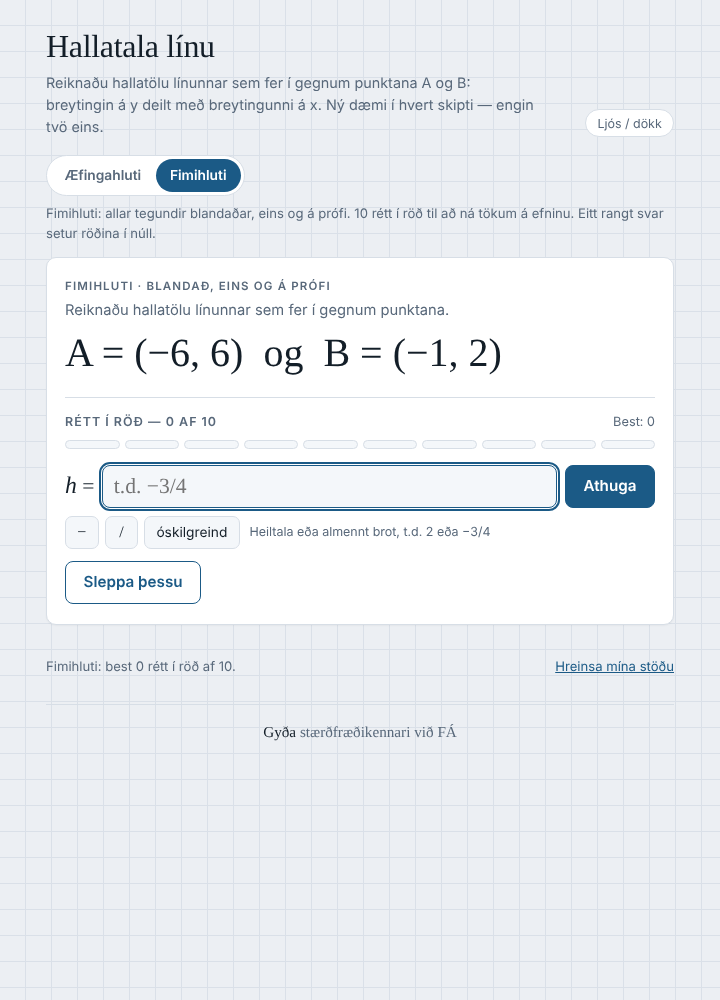 Hallatala línu
Reiknaðu hallatölu línunnar sem fer í gegnum punktana A og B:
breytingin á y deilt með breytingunni á x. Ný dæmi í hvert skipti — engin
tvö eins.
Ljós / dökk
Æfingahluti Fimihluti
Fimihluti: allar tegundir blandaðar, eins og á prófi. 10 rétt í röð til að ná tökum á efninu. Eitt rangt svar
setur röðina í núll.
FIMIHLUTI · BLANDAÐ, EINS OG Á PRÓFI
Reiknaðu hallatölu línunnar sem fer í gegnum punktana.
A = (−6, 6) og B = (−1, 2)
RÉTT Í RÖÐ — 0 AF 10 Best: 0
h = t.d. −3/4 Athuga
− / óskilgreind Heiltala eða almennt brot, t.d. 2 eða −3/4
Sleppa þessu
Fimihluti: best 0 rétt í röð af 10. Hreinsa mína stöðu
Gyða stærðfræðikennari við FÁ